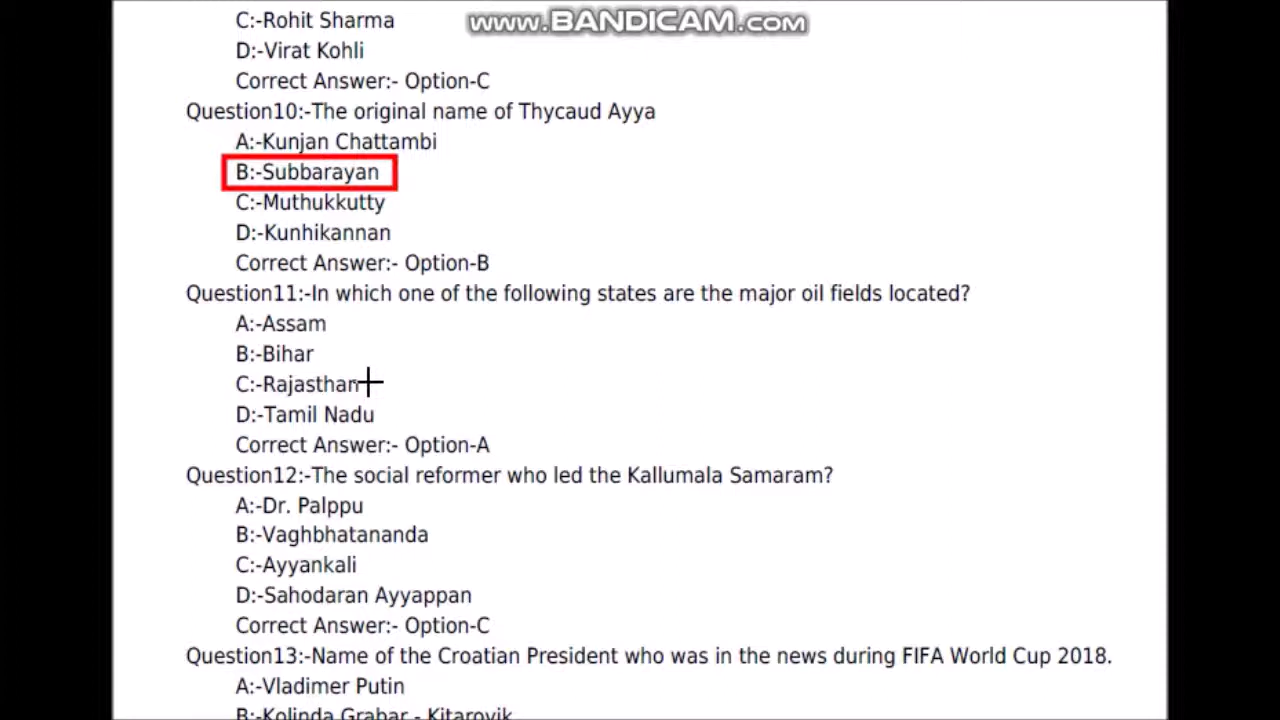 www.BANDICAM.com
C:-Rohit Sharma
D:-Virat Kohli
Correct Answer:- Option-C
Question10:-The original name of Thycaud Ayya
A:-Kunjan Chattambi
B:-Subbarayan
C:-Muthukkutty
D:-Kunhikannan
Correct Answer:- Option-B
Question11:-In which one of the following states are the major oil fields located?
A:-Assam
B:-Bihar
C:-Rajasthan
D:-Tamil Nadu
Correct Answer:- Option-A
Question12:-The social reformer who led the Kallumala Samaram?
A:-Dr. Palppu
B:-Vaghbhatananda
C:-Ayyankali
D:-Sahodaran Ayyappan
Correct Answer:- Option-C
Question13:-Name of the Croatian President who was in the news during FIFA World Cup 2018.
A:-Vladimer Putin
B:-Kolinda Grabar - Kitarovik